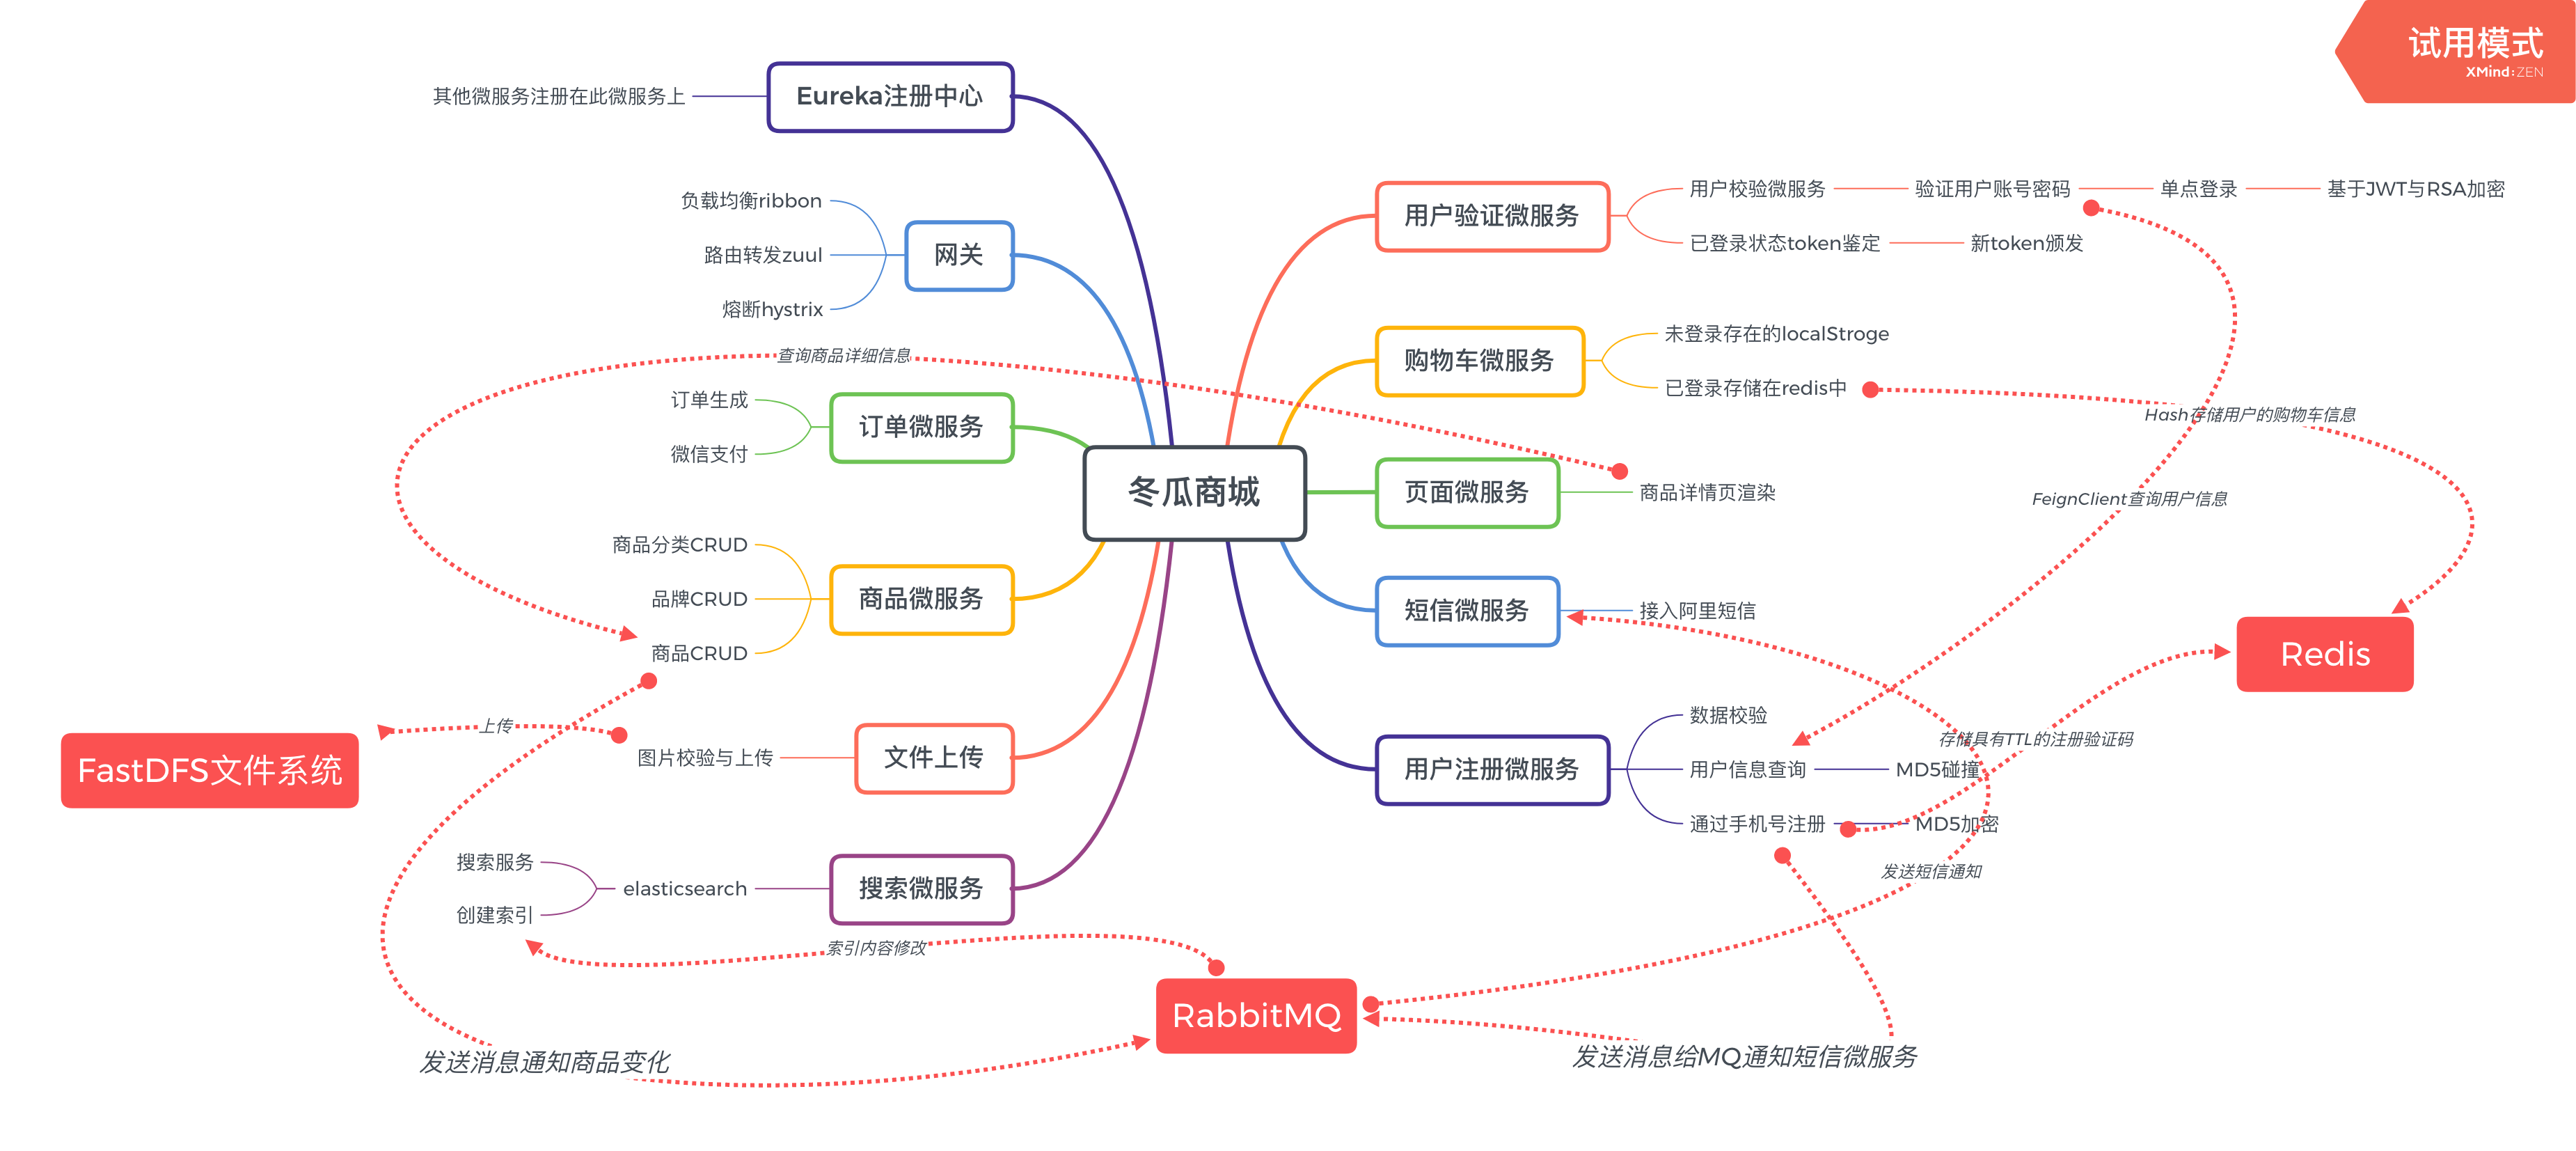 试用模式
XMind:ZEN
冬瓜商城
Eureka注册中心
其他微服务注册在此微服务上
网关
负载均衡ribbon
路由转发zuul
熔断hystrix
查询商品详细信息
订单微服务
订单生成
微信支付
商品微服务
商品分类CRUD
品牌CRUD
商品CRUD
文件上传
图片校验与上传
上传
FastDFS文件系统
搜索微服务
elasticsearch
搜索服务
创建索引
索引内容修改
发送消息通知商品变化
RabbitMQ
用户验证微服务
用户校验微服务
验证用户账号密码
单点登录
基于JWT与RSA加密
已登录状态token鉴定
新token颁发
购物车微服务
未登录存在的localStroge
已登录存储在redis中
Hash存储用户的购物车信息
FeignClient查询用户信息
页面微服务
商品详情页渲染
短信微服务
接入阿里短信
Redis
用户注册微服务
数据校验
存储具有TTL的注册验证码
用户信息查询
MD5碰撞
通过手机号注册
MD5加密
发送短信通知
发送消息给MQ通知短信微服务